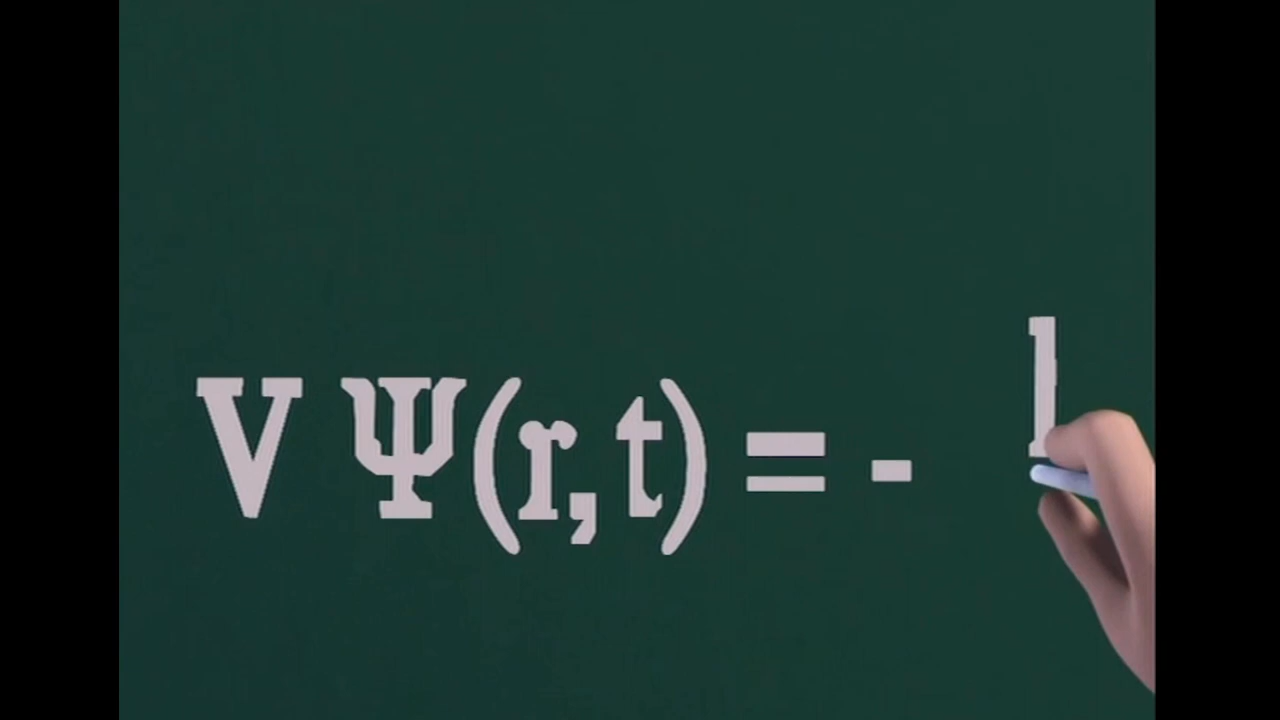 V Ψ(r,t) = -